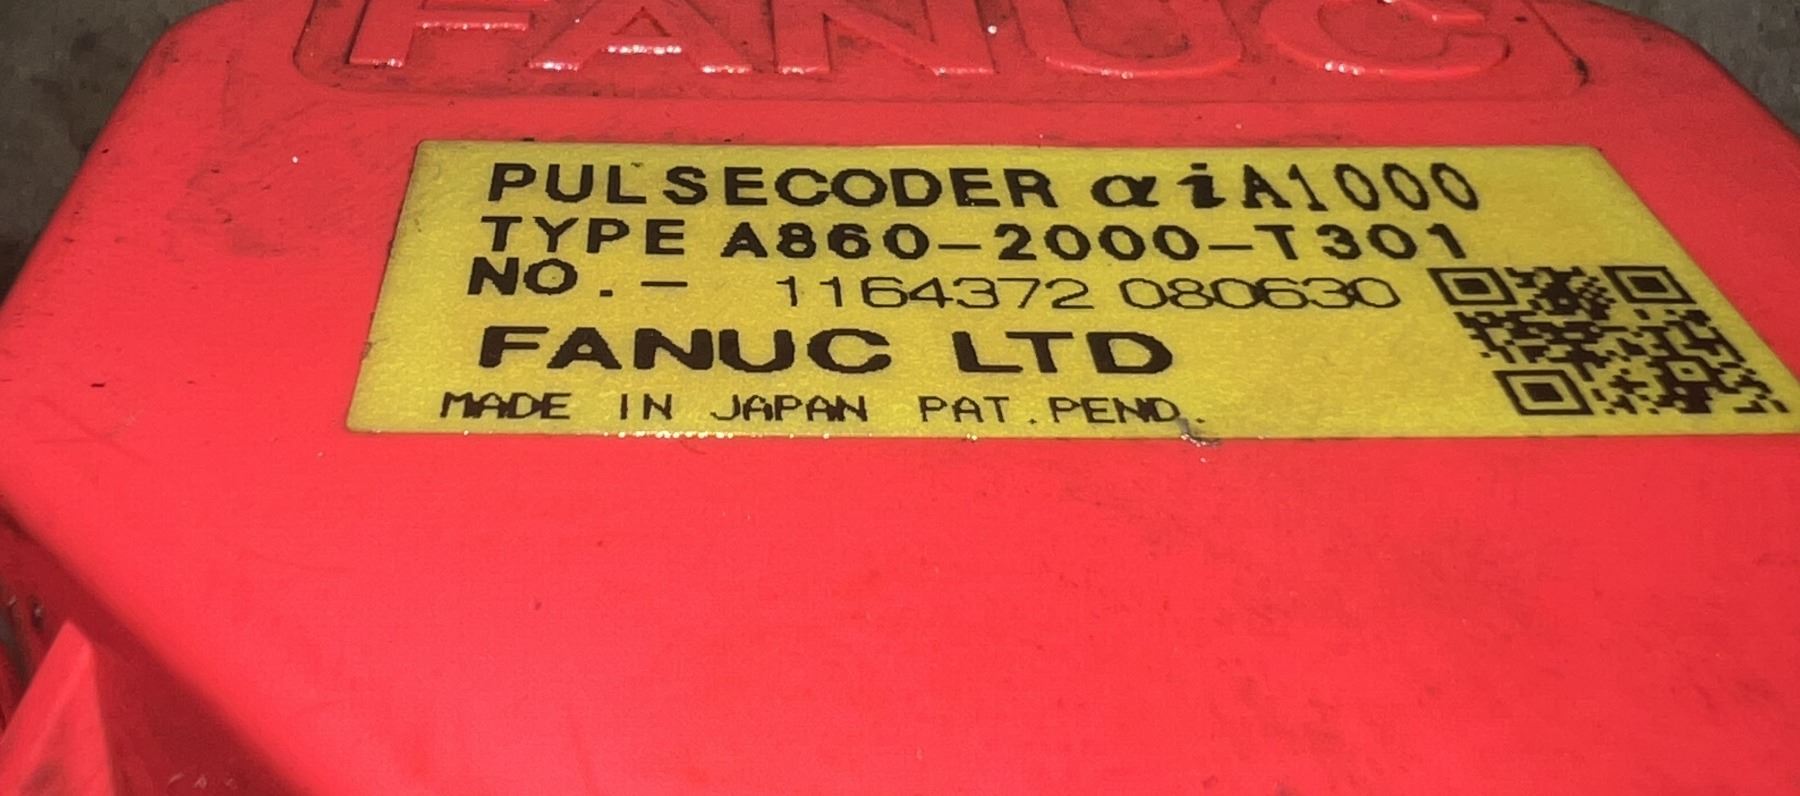 FANUC
PULSECODER αiA1000
TYPE A860-2000-T301
NO.- 1164372 080630
FANUC LTD
MADE IN JAPAN PAT.PEND.